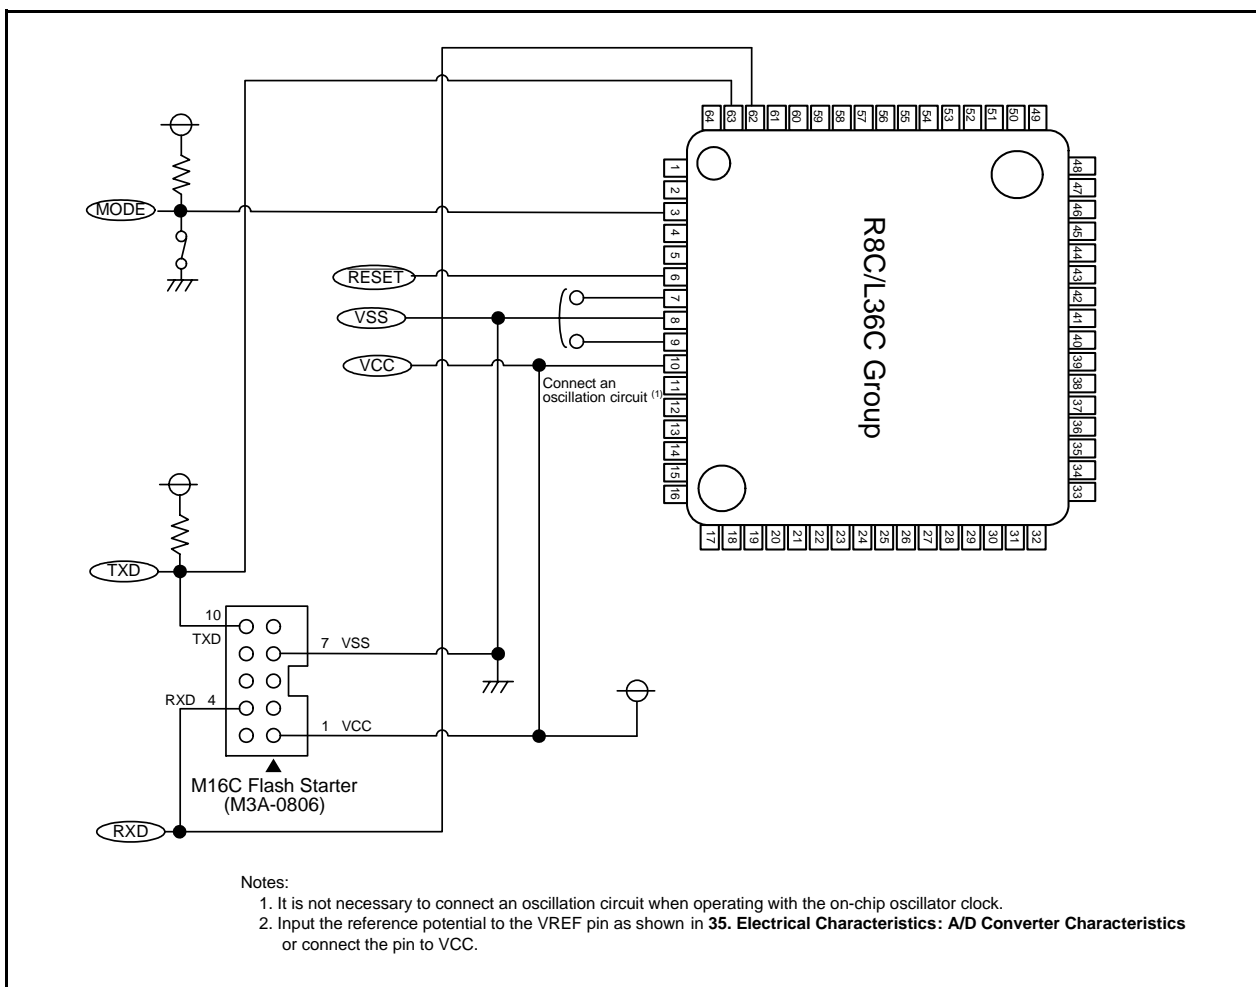 64 63 62 61 60 59 58 57 56 55 54 53 52 51 50 49
1
2
3
4
5
6
7
8
9
10
11
12
13
14
15
16
48
47
46
45
44
43
42
41
40
39
38
37
36
35
34
33
17 18 19 20 21 22 23 24 25 26 27 28 29 30 31 32
R8C/L36C Group
MODE
RESET
VSS
VCC
Connect an
oscillation circuit (1)
TXD
10
TXD
7 VSS
RXD 4
1 VCC
M16C Flash Starter
(M3A-0806)
RXD
Notes:
1. It is not necessary to connect an oscillation circuit when operating with the on-chip oscillator clock.
2. Input the reference potential to the VREF pin as shown in 35. Electrical Characteristics: A/D Converter Characteristics
or connect the pin to VCC.